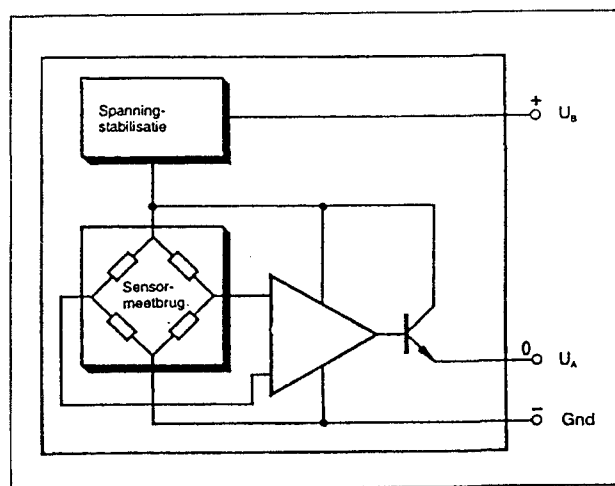 Spanning-
stabilisatie
+
U_B
Sensor-
meetbrug
0
U_A
–
Gnd